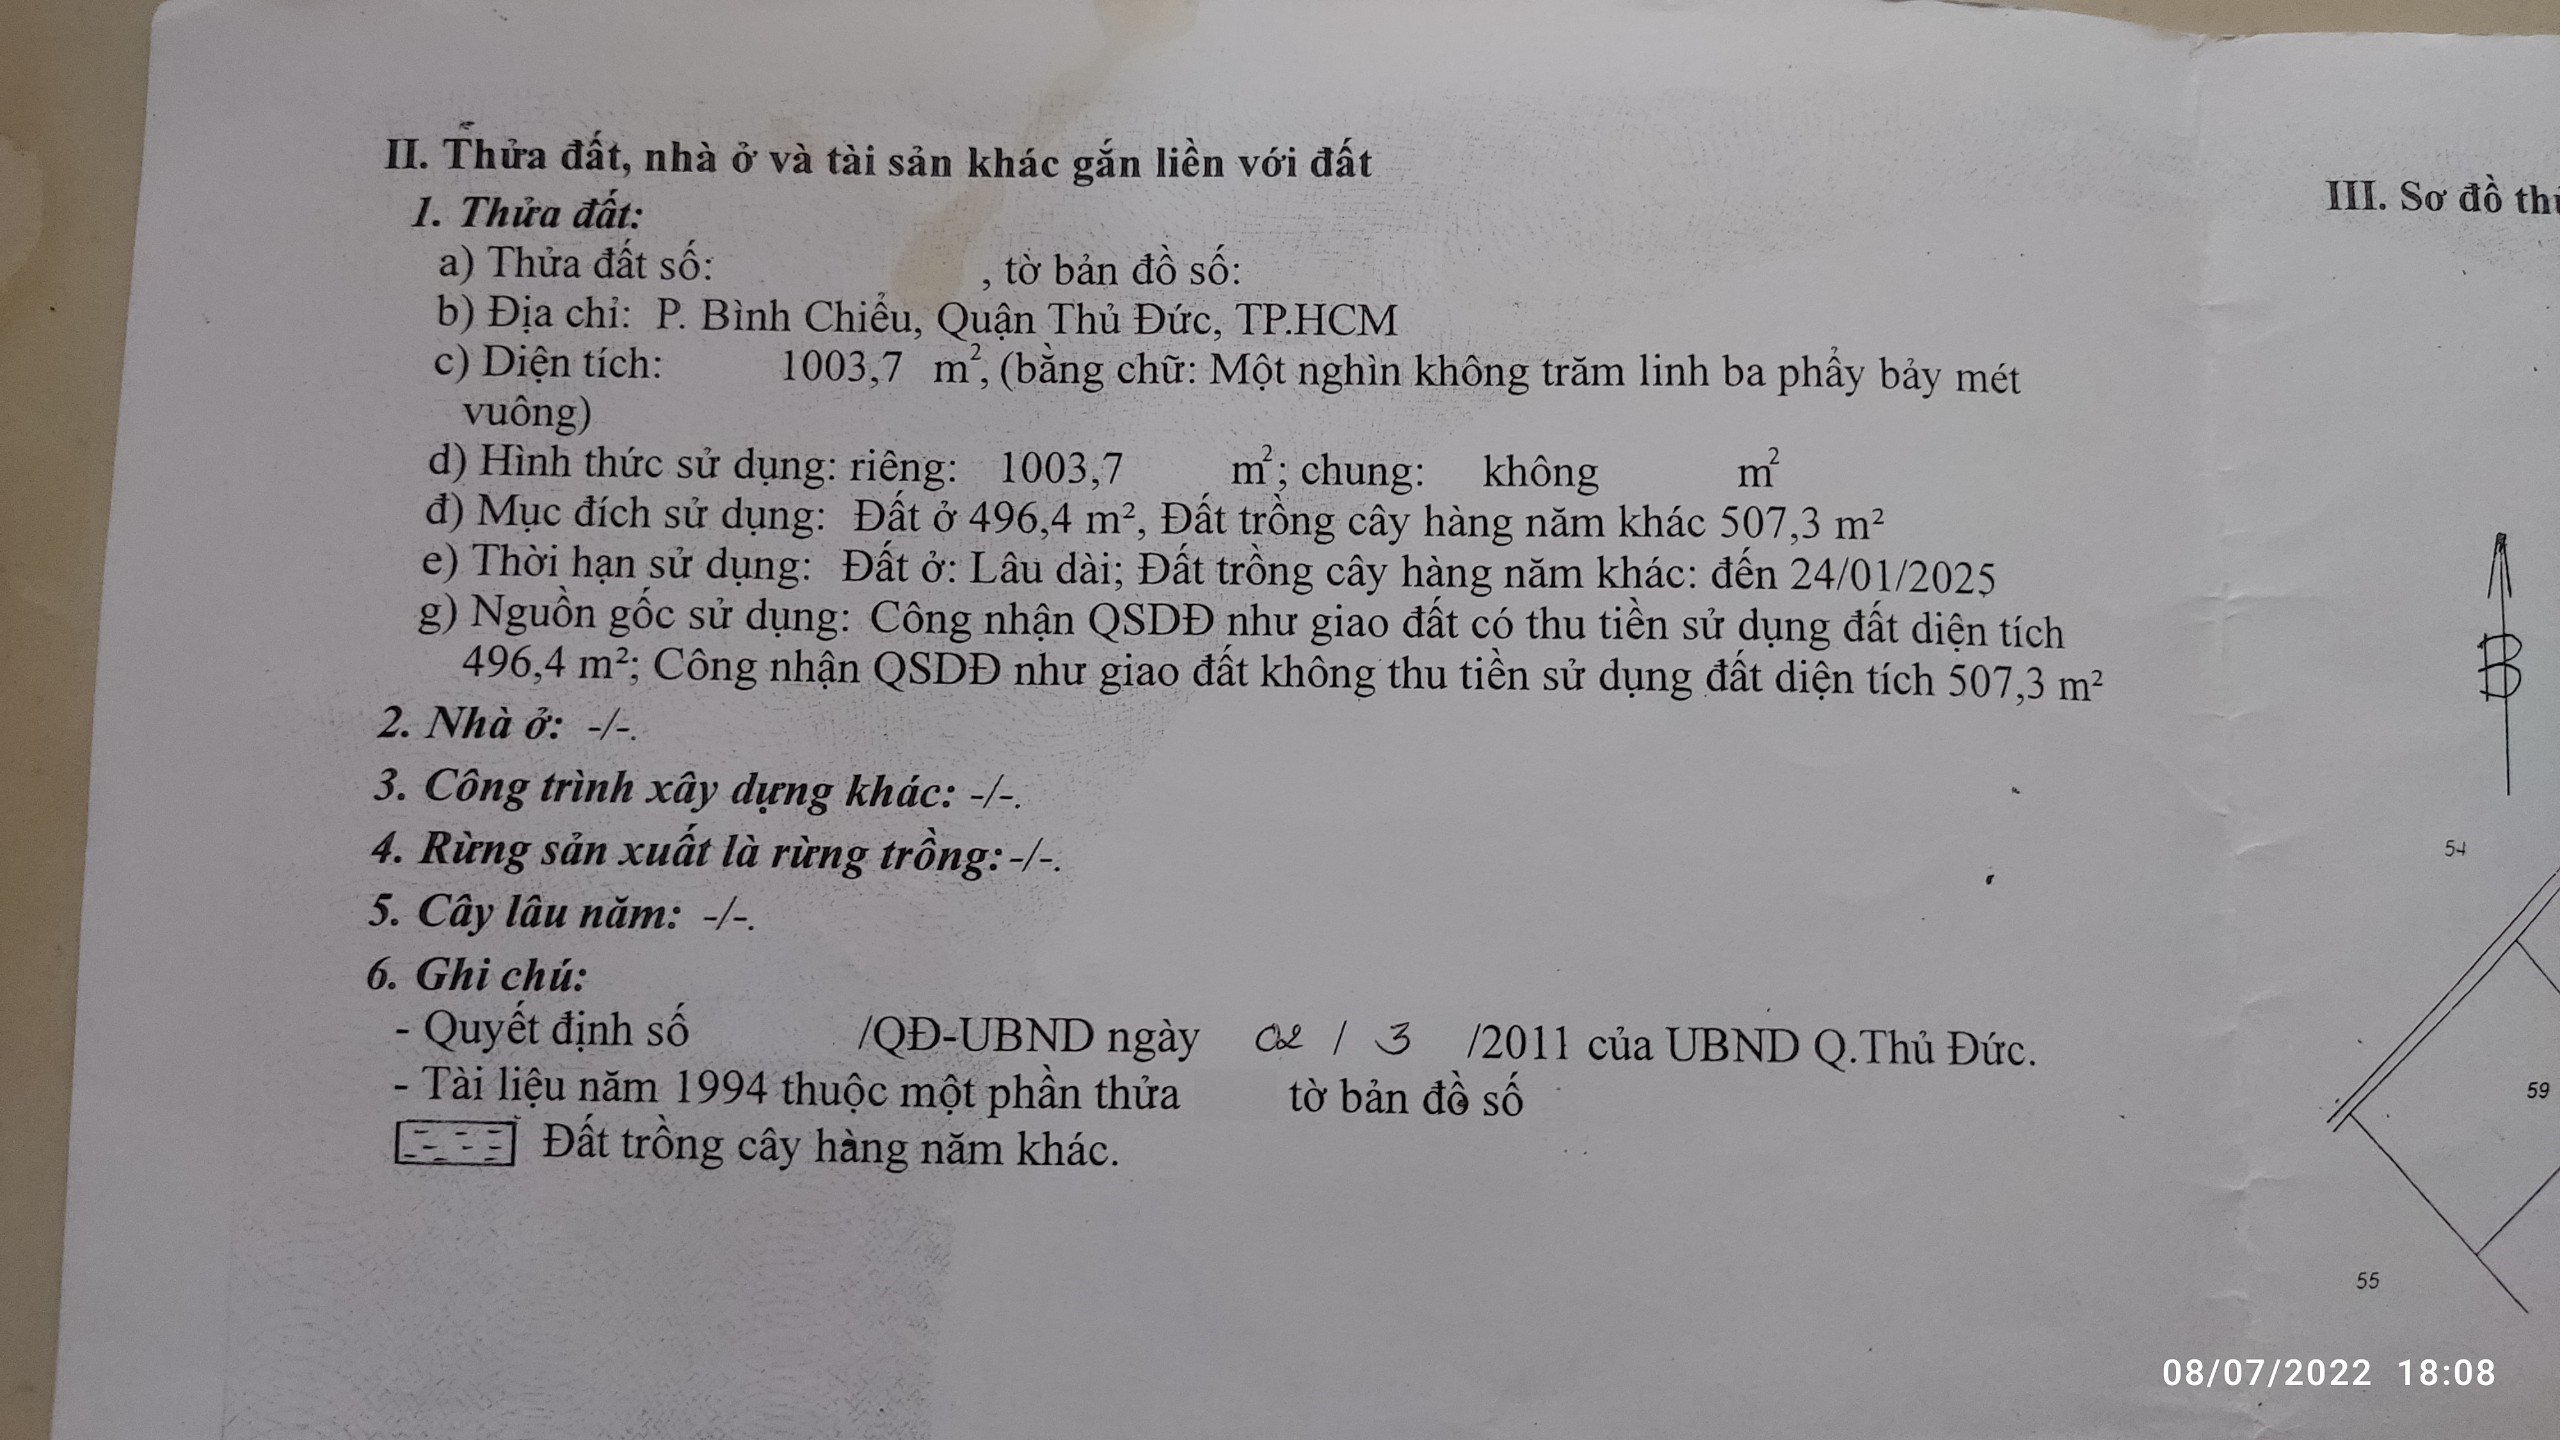 II. Thửa đất, nhà ở và tài sản khác gắn liền với đất
1. Thửa đất:
a) Thửa đất số: , tờ bản đồ số:
b) Địa chỉ: P. Bình Chiểu, Quận Thủ Đức, TP.HCM
c) Diện tích: 1003,7 m², (bằng chữ: Một nghìn không trăm linh ba phẩy bảy mét
vuông)
d) Hình thức sử dụng: riêng: 1003,7 m²; chung: không m²
đ) Mục đích sử dụng: Đất ở 496,4 m², Đất trồng cây hàng năm khác 507,3 m²
e) Thời hạn sử dụng: Đất ở: Lâu dài; Đất trồng cây hàng năm khác: đến 24/01/2025
g) Nguồn gốc sử dụng: Công nhận QSDĐ như giao đất có thu tiền sử dụng đất diện tích
496,4 m²; Công nhận QSDĐ như giao đất không thu tiền sử dụng đất diện tích 507,3 m²
2. Nhà ở: -/-.
3. Công trình xây dựng khác: -/-.
4. Rừng sản xuất là rừng trồng: -/-.
5. Cây lâu năm: -/-.
6. Ghi chú:
- Quyết định số /QĐ-UBND ngày 02 / 3 /2011 của UBND Q.Thủ Đức.
- Tài liệu năm 1994 thuộc một phần thửa tờ bản đồ số
Đất trồng cây hàng năm khác.
III. Sơ đồ
B
54
59
55
08/07/2022 18:08